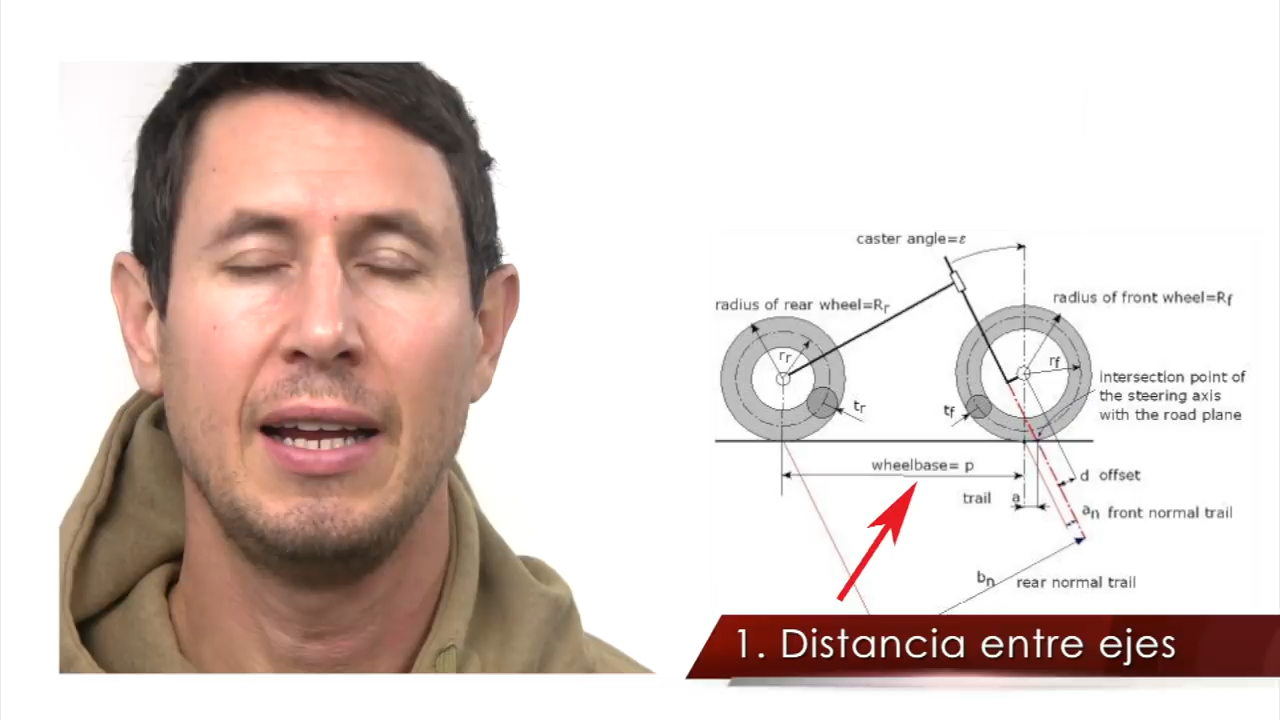 caster angle=ε
radius of rear wheel=Rr
radius of front wheel=Rf
rr
rf
intersection point of
the steering axis
with the road plane
tr
tf
wheelbase= p
d offset
trail a
an front normal trail
bn rear normal trail
1. Distancia entre ejes